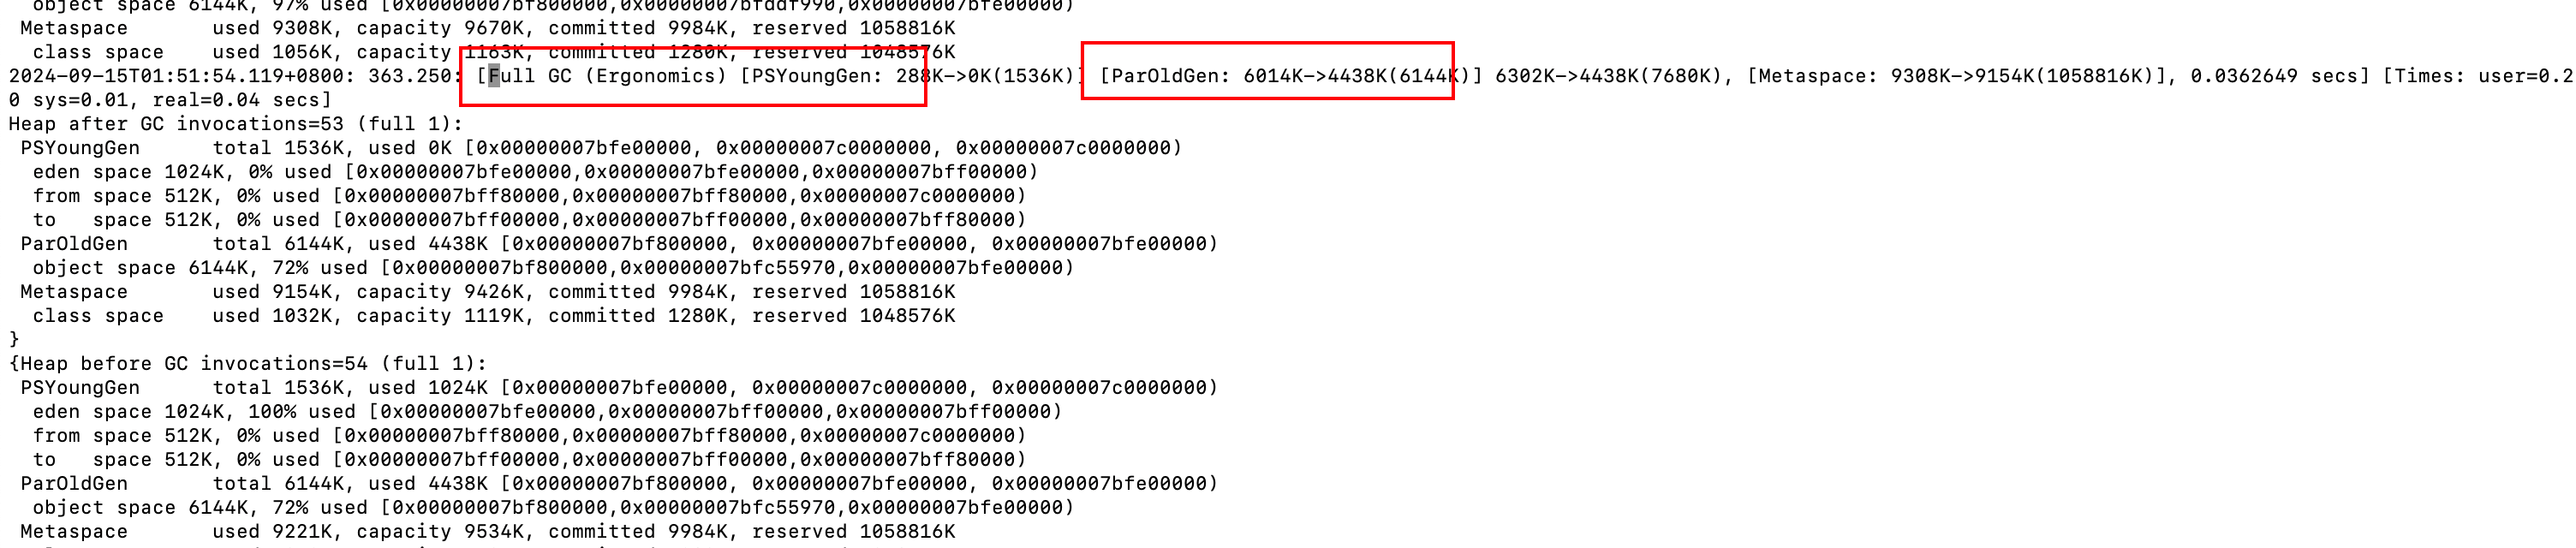 object space 6144K, 97% used [0x00000007bf800000,0x00000007bfddf990,0x00000007bfe00000)
Metaspace       used 9308K, capacity 9670K, committed 9984K, reserved 1058816K
class space    used 1056K, capacity 1163K, committed 1280K, reserved 1048576K
2024-09-15T01:51:54.119+0800: 363.250: [Full GC (Ergonomics) [PSYoungGen: 288K->0K(1536K)] [ParOldGen: 6014K->4438K(6144K)] 6302K->4438K(7680K), [Metaspace: 9308K->9154K(1058816K)], 0.0362649 secs] [Times: user=0.2
0 sys=0.01, real=0.04 secs]
Heap after GC invocations=53 (full 1):
PSYoungGen      total 1536K, used 0K [0x00000007bfe00000, 0x00000007c0000000, 0x00000007c0000000)
eden space 1024K, 0% used [0x00000007bfe00000,0x00000007bfe00000,0x00000007bff00000)
from space 512K, 0% used [0x00000007bff80000,0x00000007bff80000,0x00000007c0000000)
to   space 512K, 0% used [0x00000007bff00000,0x00000007bff00000,0x00000007bff80000)
ParOldGen       total 6144K, used 4438K [0x00000007bf800000, 0x00000007bfe00000, 0x00000007bfe00000)
object space 6144K, 72% used [0x00000007bf800000,0x00000007bfc55970,0x00000007bfe00000)
Metaspace       used 9154K, capacity 9426K, committed 9984K, reserved 1058816K
class space    used 1032K, capacity 1119K, committed 1280K, reserved 1048576K
}
{Heap before GC invocations=54 (full 1):
PSYoungGen      total 1536K, used 1024K [0x00000007bfe00000, 0x00000007c0000000, 0x00000007c0000000)
eden space 1024K, 100% used [0x00000007bfe00000,0x00000007bff00000,0x00000007bff00000)
from space 512K, 0% used [0x00000007bff80000,0x00000007bff80000,0x00000007c0000000)
to   space 512K, 0% used [0x00000007bff00000,0x00000007bff00000,0x00000007bff80000)
ParOldGen       total 6144K, used 4438K [0x00000007bf800000, 0x00000007bfe00000, 0x00000007bfe00000)
object space 6144K, 72% used [0x00000007bf800000,0x00000007bfc55970,0x00000007bfe00000)
Metaspace       used 9221K, capacity 9534K, committed 9984K, reserved 1058816K